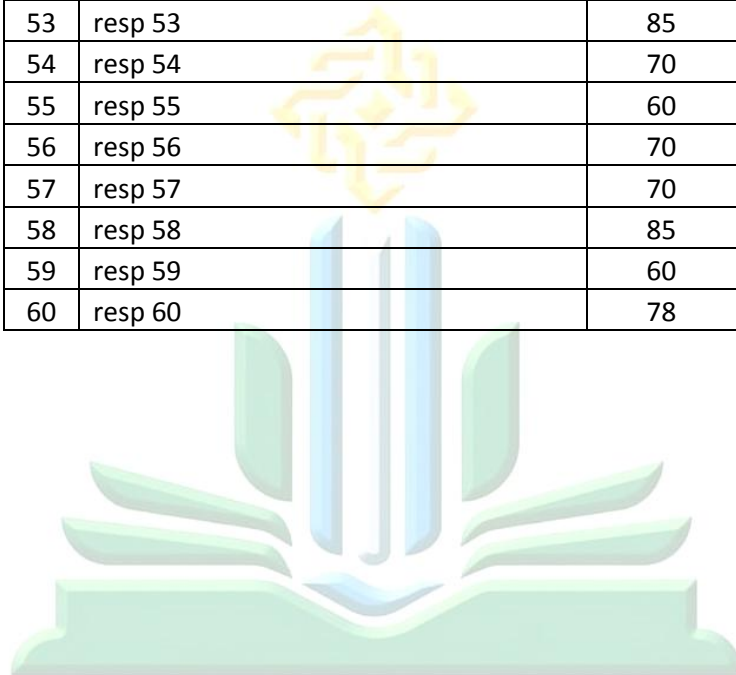 53 resp 53 85
54 resp 54 70
55 resp 55 60
56 resp 56 70
57 resp 57 70
58 resp 58 85
59 resp 59 60
60 resp 60 78